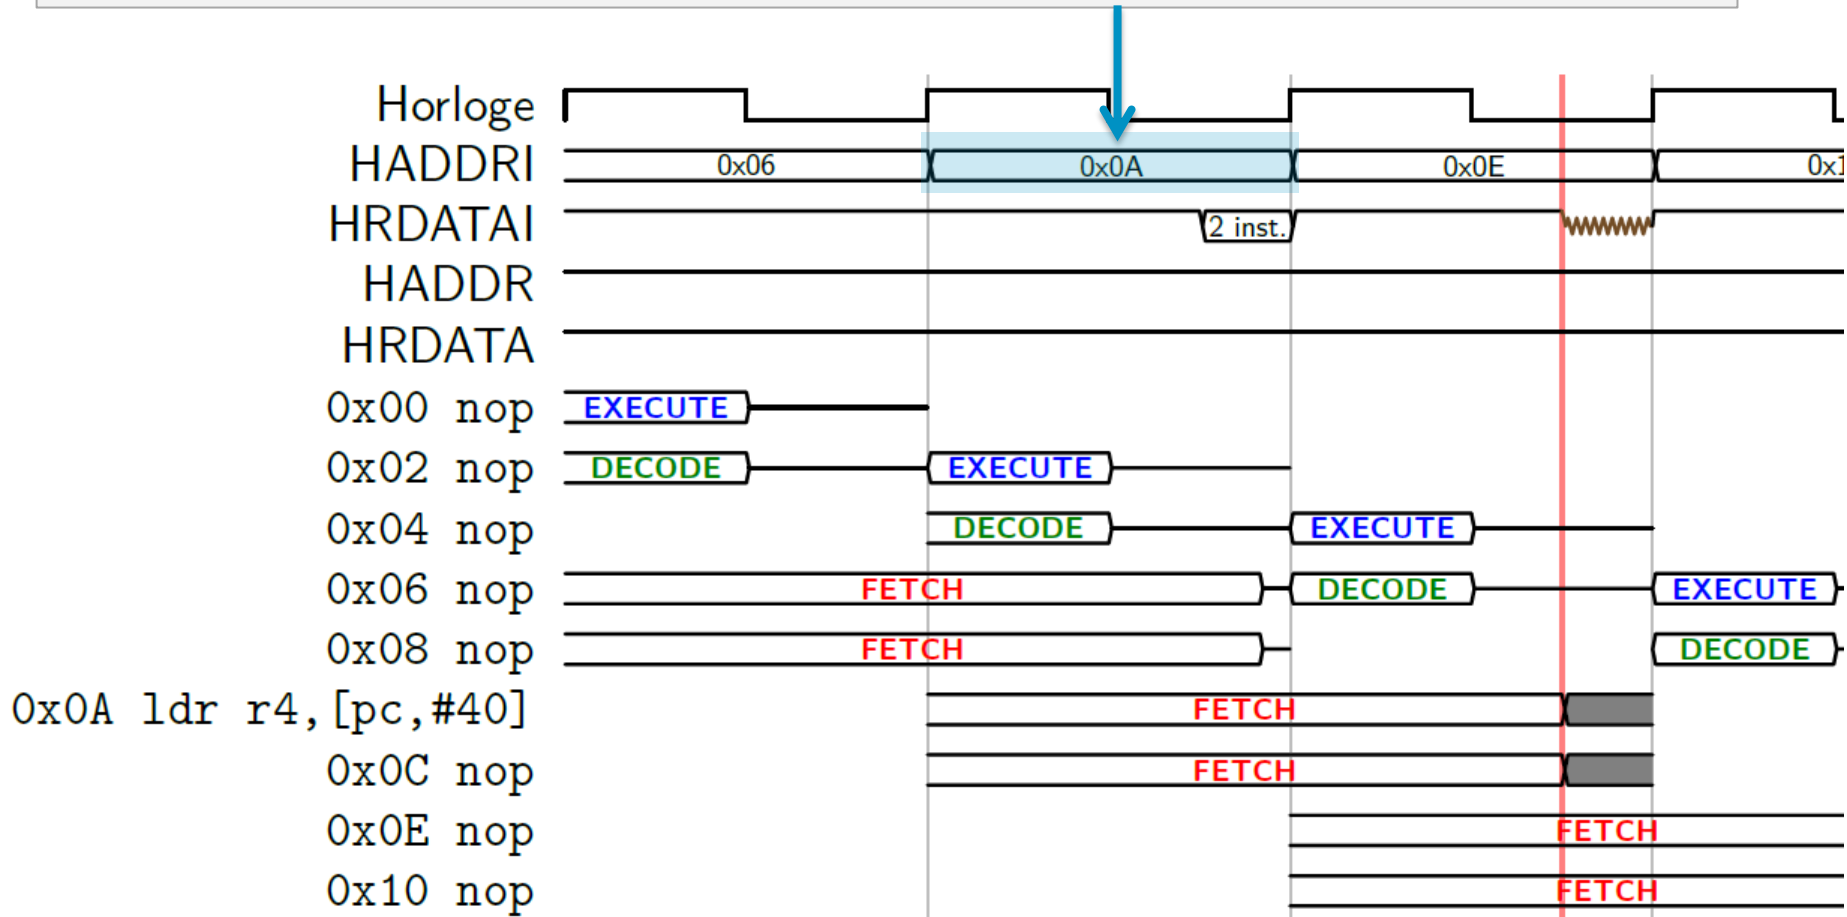 Horloge
HADDRI 0x06 0x0A 0x0E
HRDATAI 2 inst.
HADDR
HRDATA
0x00 nop EXECUTE
0x02 nop DECODE EXECUTE
0x04 nop DECODE EXECUTE
0x06 nop FETCH DECODE EXECUTE
0x08 nop FETCH DECODE
0x0A ldr r4,[pc,#40] FETCH
0x0C nop FETCH
0x0E nop FETCH
0x10 nop FETCH